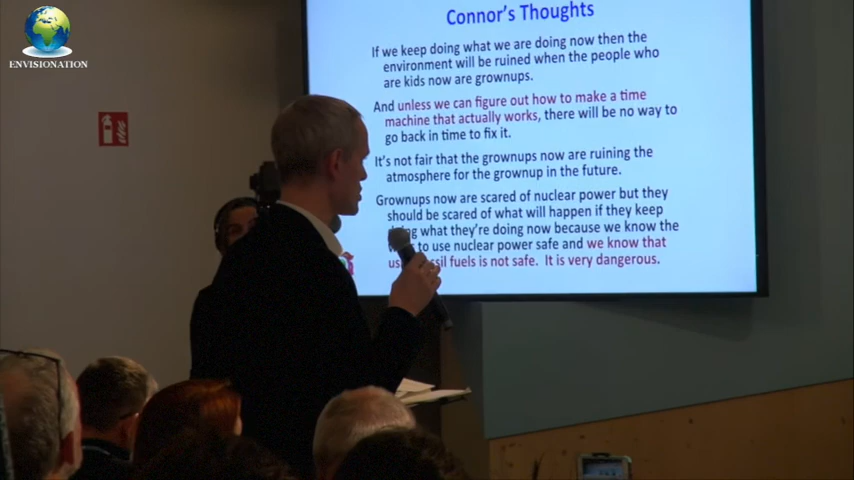 ENVISIONATION
Connor's Thoughts
If we keep doing what we are doing now then the
environment will be ruined when the people who
are kids now are grownups.
And unless we can figure out how to make a time
machine that actually works, there will be no way to
go back in time to fix it.
It's not fair that the grownups now are ruining the
atmosphere for the grownup in the future.
Grownups now are scared of nuclear power but they
should be scared of what will happen if they keep
what they're doing now because we know the
to use nuclear power safe and we know that
fuels is not safe. It is very dangerous.